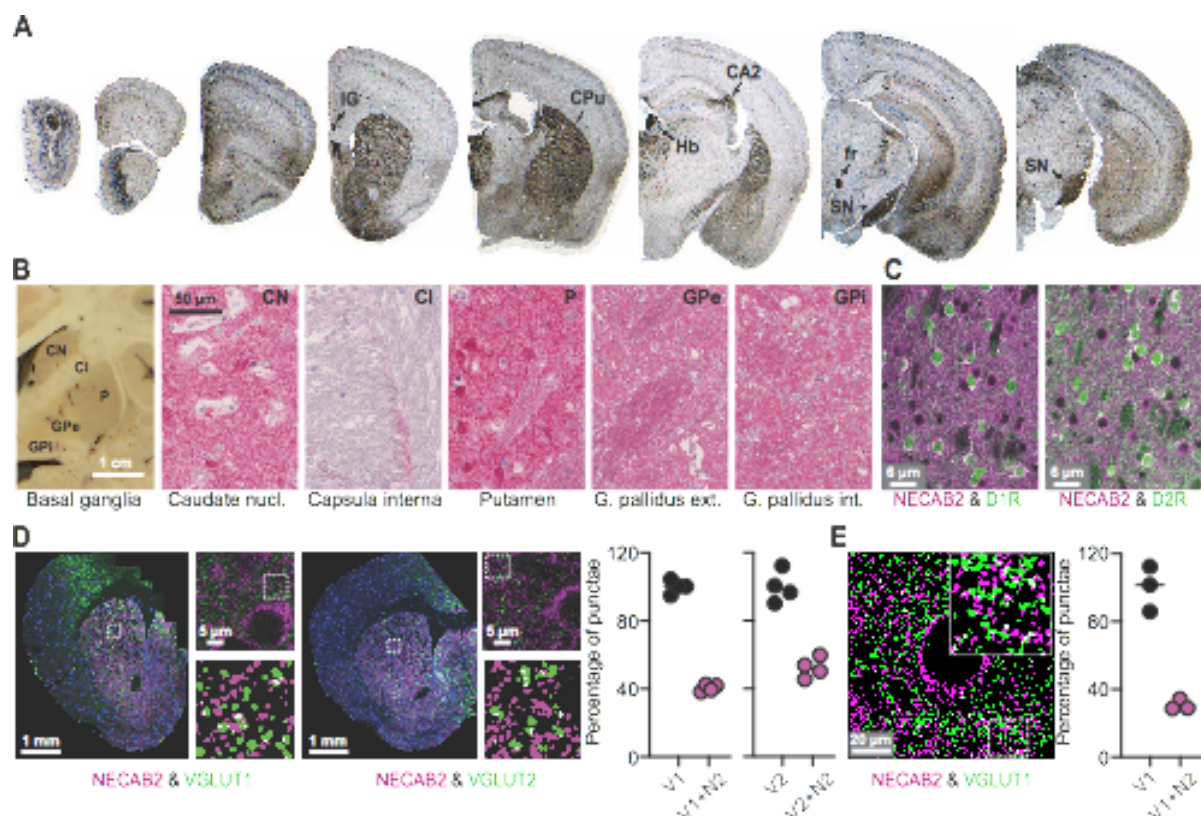 A
IG
CPu
CA2
Hb
fr
SN
SN
B
CN
CI
P
GPe
GPi
1 cm
50 µm
CN
CI
P
GPe
GPi
Basal ganglia
Caudate nucl.
Capsula interna
Putamen
G. pallidus ext.
G. pallidus int.
C
6 µm
6 µm
NECAB2 & D1R
NECAB2 & D2R
D
5 µm
5 µm
1 mm
1 mm
NECAB2 & VGLUT1
NECAB2 & VGLUT2
Percentage of punctae
120
80
40
0
V1
V1+N2
V2
V2+N2
E
20 µm
NECAB2 & VGLUT1
Percentage of punctae
120
80
40
0
V1
V1+N2